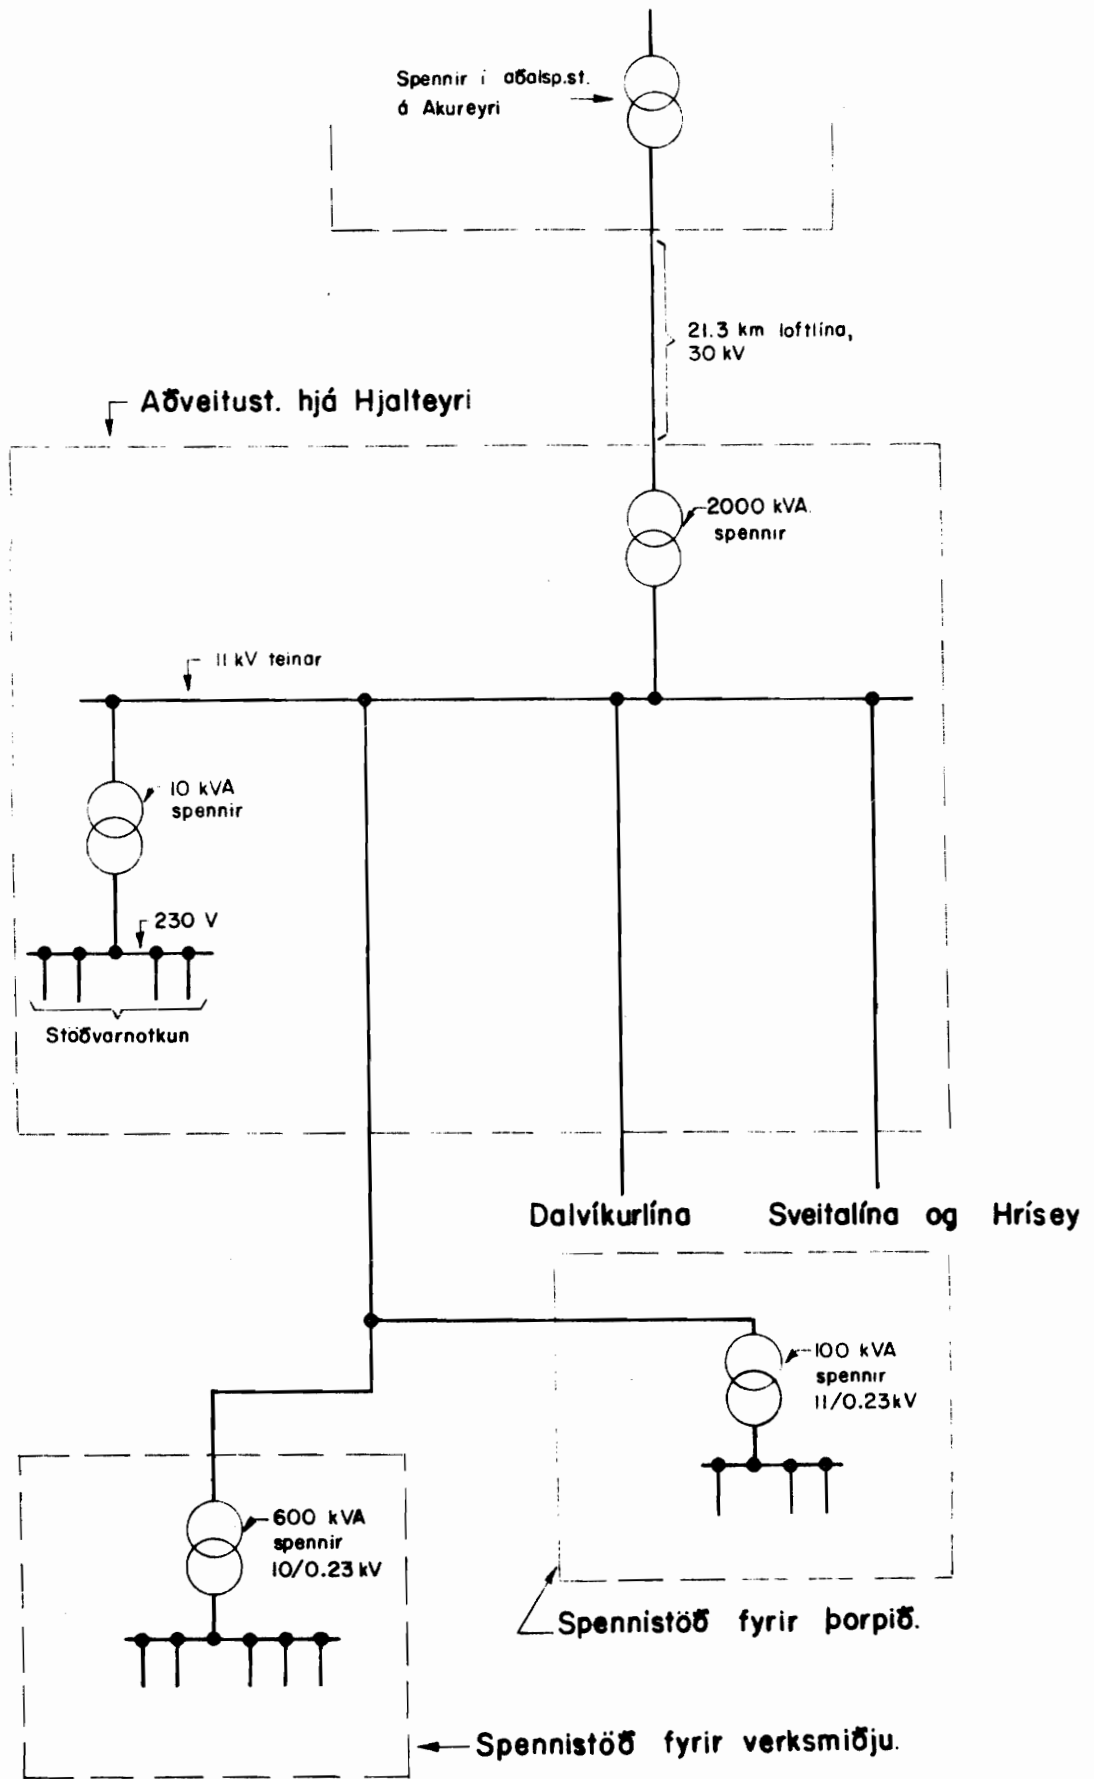 Spennir í aðalsp.st.
á Akureyri
21.3 km loftlína,
30 kV
Aðveitust. hjá Hjalteyri
2000 kVA.
spennir
11 kV teinar
10 kVA
spennir
230 V
Stöðvarnotkun
Dalvíkurlína
Sveitalína og Hrísey
100 kVA
spennir
11/0.23kV
600 kVA
spennir
10/0.23 kV
Spennistöð fyrir þorpið.
Spennistöð fyrir verksmiðju.